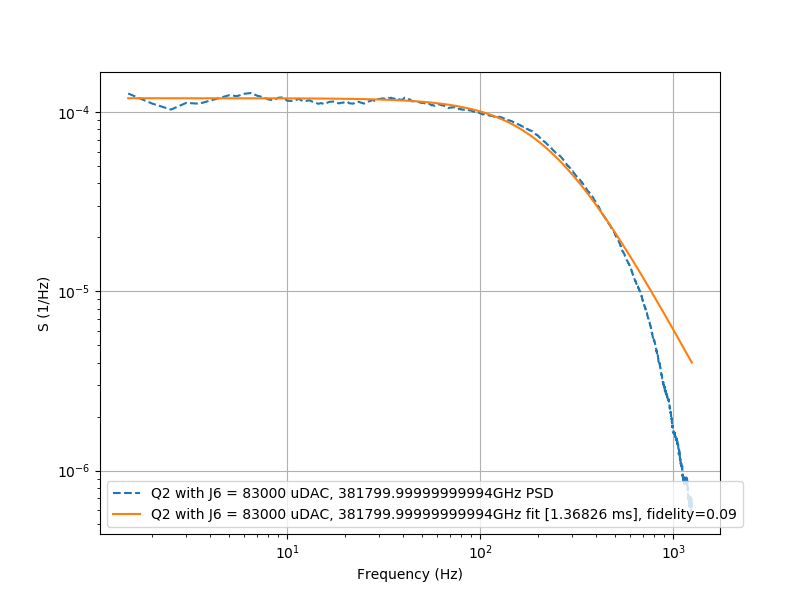 10⁻⁴
10⁻⁵
10⁻⁶
S (1/Hz)
Q2 with J6 = 83000 uDAC, 381799.99999999994GHz PSD
Q2 with J6 = 83000 uDAC, 381799.99999999994GHz fit [1.36826 ms], fidelity=0.09
10¹ 10² 10³
Frequency (Hz)